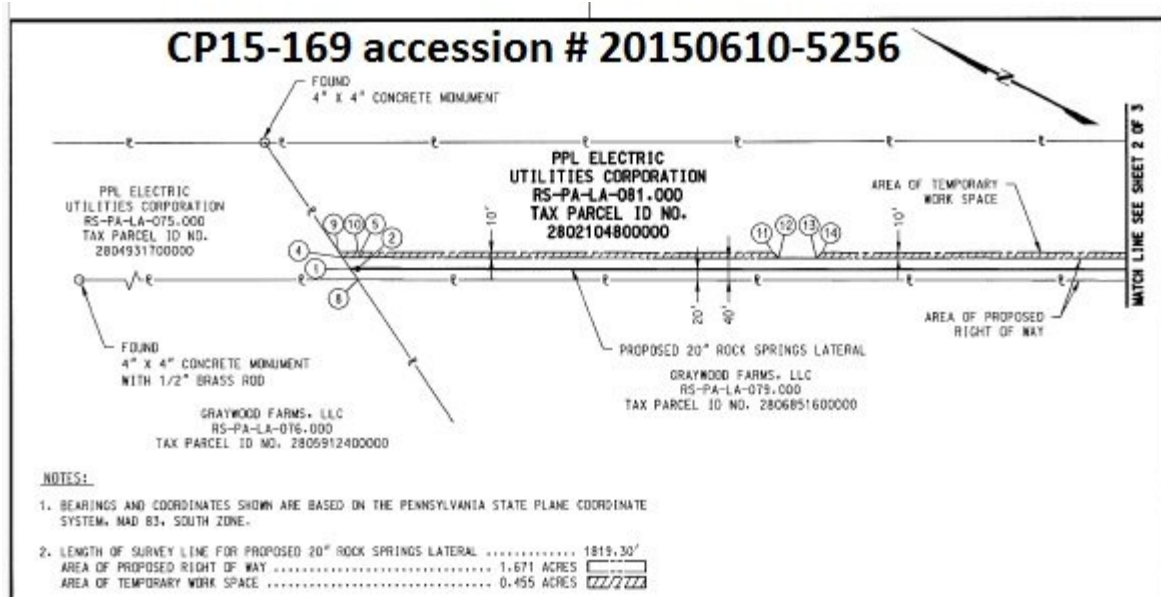 CP15-169 accession # 20150610-5256
FOUND
4" X 4" CONCRETE MONUMENT
N
MATCH LINE SEE SHEET 2 OF 3
PPL ELECTRIC
UTILITIES CORPORATION
RS-PA-LA-075.000
TAX PARCEL ID NO.
2804931700000
PPL ELECTRIC
UTILITIES CORPORATION
RS-PA-LA-081.000
TAX PARCEL ID NO.
2802104800000
AREA OF TEMPORARY
WORK SPACE
9 10 5 2
4
1
8
10'
11 12 13 14
10'
20'
40'
AREA OF PROPOSED
RIGHT OF WAY
FOUND
4" X 4" CONCRETE MONUMENT
WITH 1/2" BRASS ROD
PROPOSED 20" ROCK SPRINGS LATERAL
GRAYWOOD FARMS, LLC
RS-PA-LA-079.000
TAX PARCEL ID NO. 2806851600000
GRAYWOOD FARMS, LLC
RS-PA-LA-076.000
TAX PARCEL ID NO. 2805912400000
NOTES:
1. BEARINGS AND COORDINATES SHOWN ARE BASED ON THE PENNSYLVANIA STATE PLANE COORDINATE
SYSTEM, NAD 83, SOUTH ZONE.
2. LENGTH OF SURVEY LINE FOR PROPOSED 20" ROCK SPRINGS LATERAL ............. 1819.30'
AREA OF PROPOSED RIGHT OF WAY ............................... 1.671 ACRES
AREA OF TEMPORARY WORK SPACE ................................ 0.455 ACRES